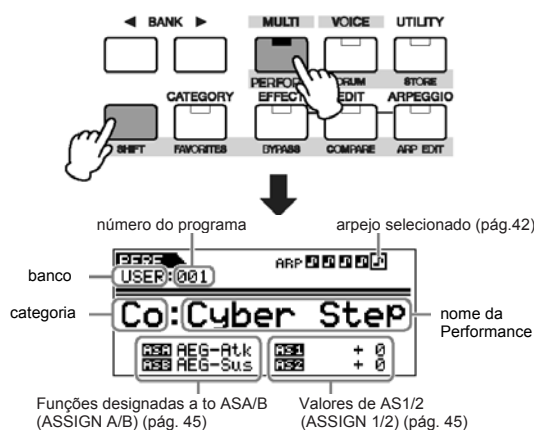 ◀ BANK ▶ MULTI VOICE UTILITY
PERFOR DRUM STORE
CATEGORY EFFECT EDIT ARPEGGIO
SHIFT FAVORITES BYPASS COMPARE ARP EDIT
número do programa arpejo selecionado (pág.42)
PERF ARP
banco USER:001
categoria Co:Cyber Step nome da
Performance
ASA AEG-Atk AS1 + 0
ASB AEG-Sus AS2 + 0
Funções designadas a to ASA/B Valores de AS1/2
(ASSIGN A/B) (pág. 45) (ASSIGN 1/2) (pág. 45)